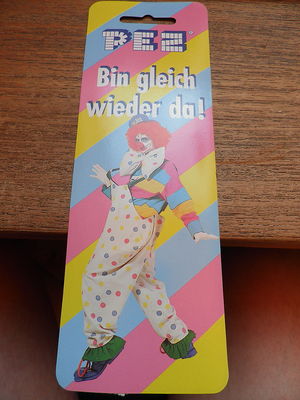 PEZ
Bin gleich
wieder da!